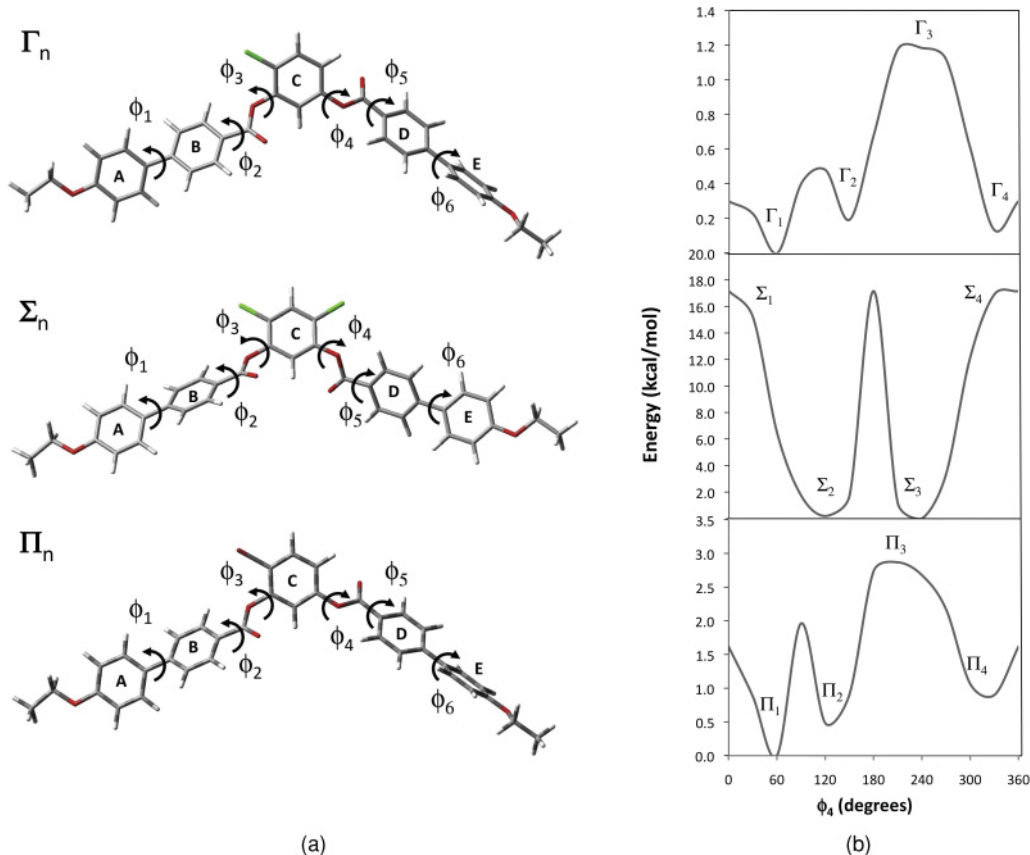 Γn
ϕ1
ϕ2
ϕ3
ϕ4
ϕ5
ϕ6
A
B
C
D
E
Σn
ϕ1
ϕ2
ϕ3
ϕ4
ϕ5
ϕ6
A
B
C
D
E
Πn
ϕ1
ϕ2
ϕ3
ϕ4
ϕ5
ϕ6
A
B
C
D
E
(a)
Energy (kcal/mol)
1.4
1.2
1.0
0.8
0.6
0.4
0.2
Γ1
Γ2
Γ3
Γ4
20.0
18.0
16.0
14.0
12.0
10.0
8.0
6.0
4.0
2.0
Σ1
Σ2
Σ3
Σ4
3.5
3.0
2.5
2.0
1.5
1.0
0.5
0.0
Π1
Π2
Π3
Π4
0 60 120 180 240 300 360
ϕ4 (degrees)
(b)